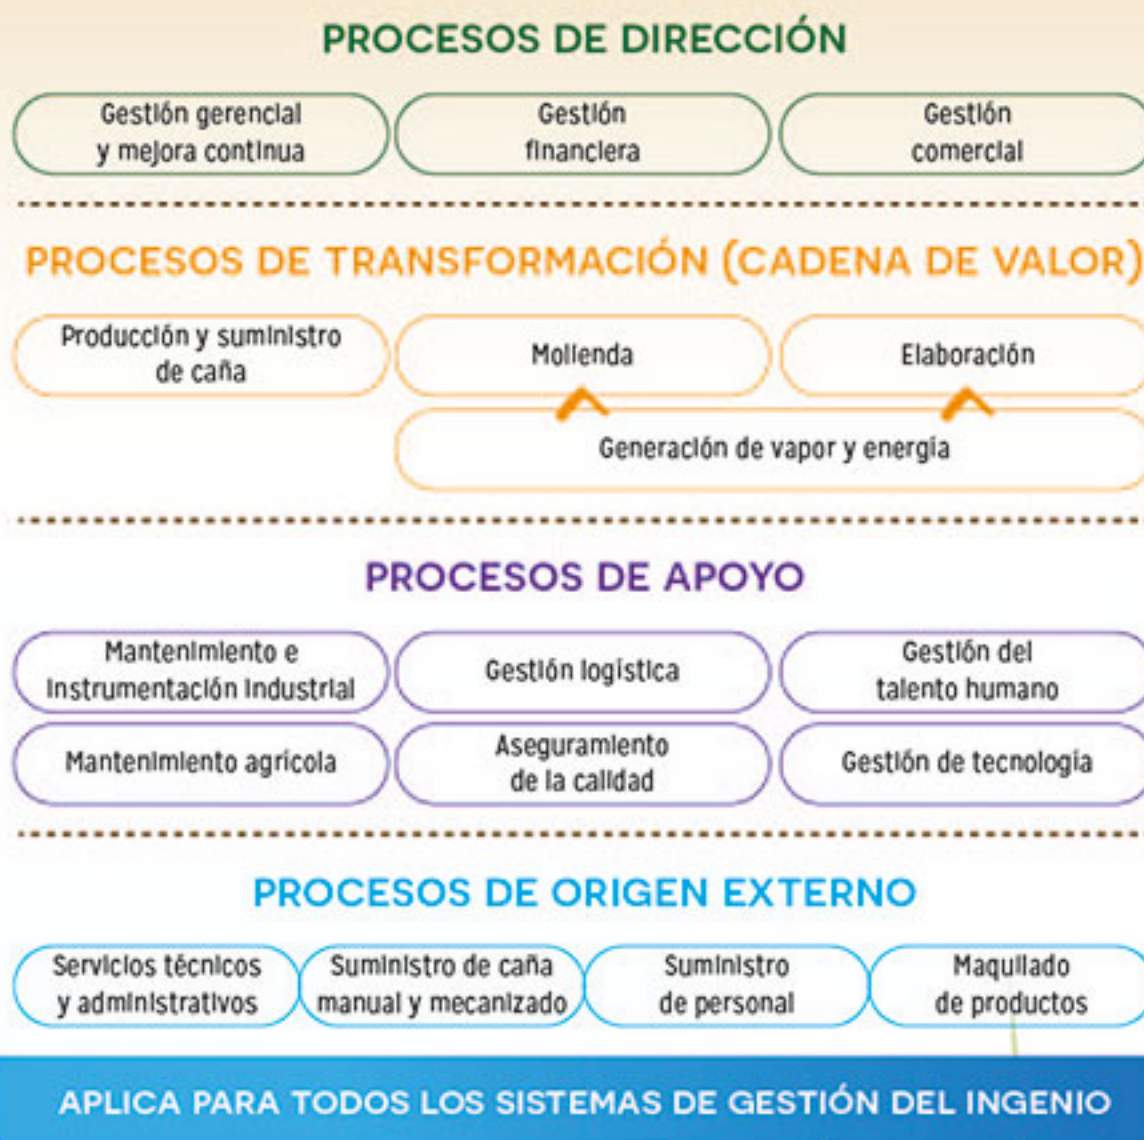 PROCESOS DE DIRECCIÓN
Gestión gerencial
y mejora continua
Gestión
financiera
Gestión
comercial
PROCESOS DE TRANSFORMACIÓN (CADENA DE VALOR)
Producción y suministro
de caña
Molienda
Elaboración
Generación de vapor y energía
PROCESOS DE APOYO
Mantenimiento e
instrumentación industrial
Gestión logística
Gestión del
talento humano
Mantenimiento agrícola
Aseguramiento
de la calidad
Gestión de tecnología
PROCESOS DE ORIGEN EXTERNO
Servicios técnicos
y administrativos
Suministro de caña
manual y mecanizado
Suministro
de personal
Maquilado
de productos
APLICA PARA TODOS LOS SISTEMAS DE GESTIÓN DEL INGENIO